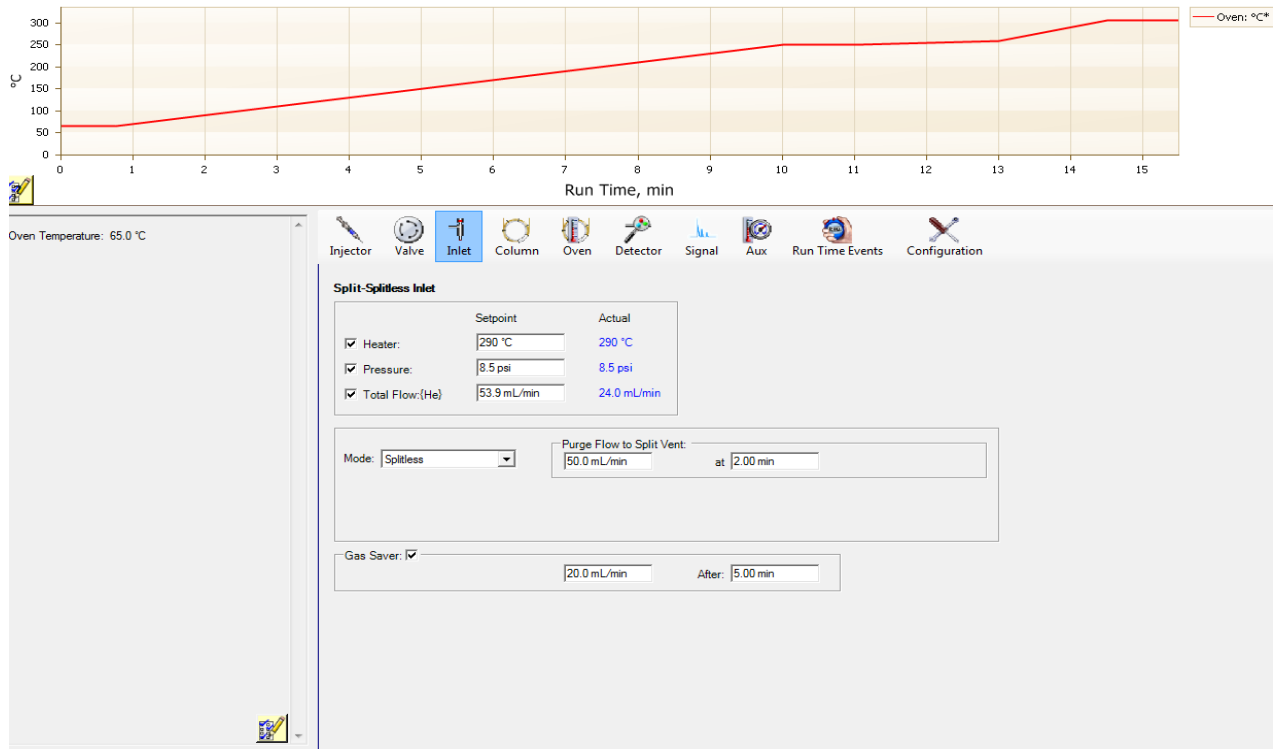 300
250
200
150
100
50
0
°C
0 1 2 3 4 5 6 7 8 9 10 11 12 13 14 15
Run Time, min
Oven: °C*
Oven Temperature: 65.0 °C
Injector Valve Inlet Column Oven Detector Signal Aux Run Time Events Configuration
Split-Splitless Inlet
Setpoint Actual
Heater: 290 °C 290 °C
Pressure: 8.5 psi 8.5 psi
Total Flow:{He} 53.9 mL/min 24.0 mL/min
Purge Flow to Split Vent:
Mode: Splitless 50.0 mL/min at 2.00 min
Gas Saver:
20.0 mL/min After: 5.00 min